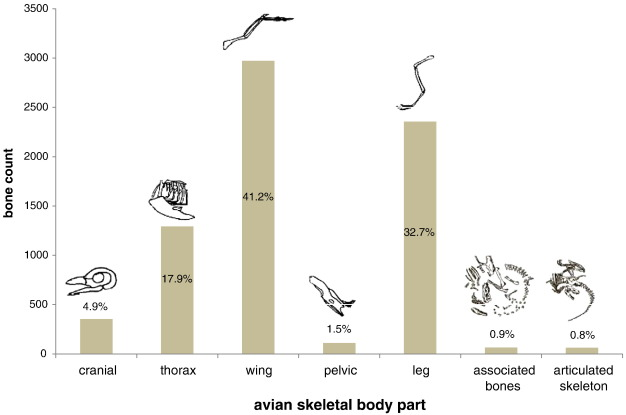 3500
3000
2500
2000
1500
1000
500
0
bone count
4.9%
17.9%
41.2%
1.5%
32.7%
0.9%
0.8%
cranial
thorax
wing
pelvic
leg
associated
bones
articulated
skeleton
avian skeletal body part